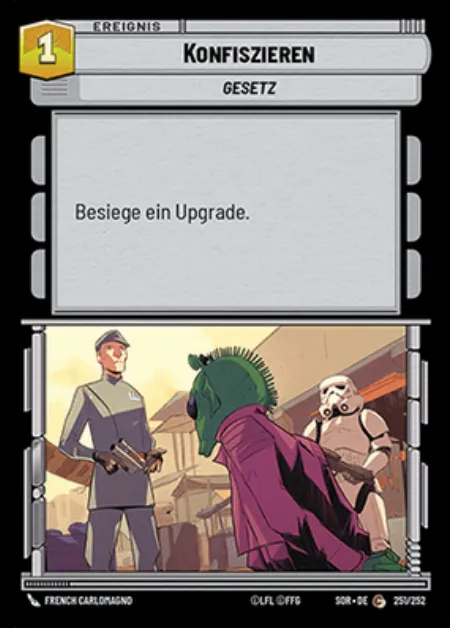 EREIGNIS
1
KONFISZIEREN
GESETZ
Besiege ein Upgrade.
FRENCH CARLOMAGNO
©LFL ©FFG
SOR • DE
C
251/252